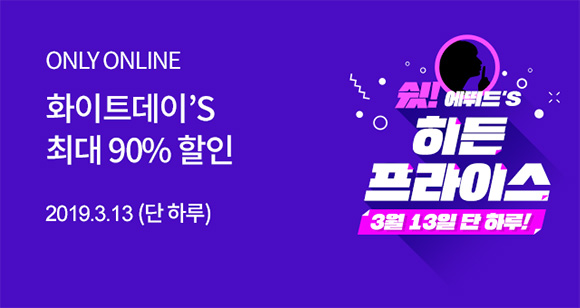 ONLY ONLINE
화이트데이'S
최대 90% 할인
2019.3.13 (단 하루)
쉿! 에뛰드'S
히든
프라이스
3월 13일 단 하루!